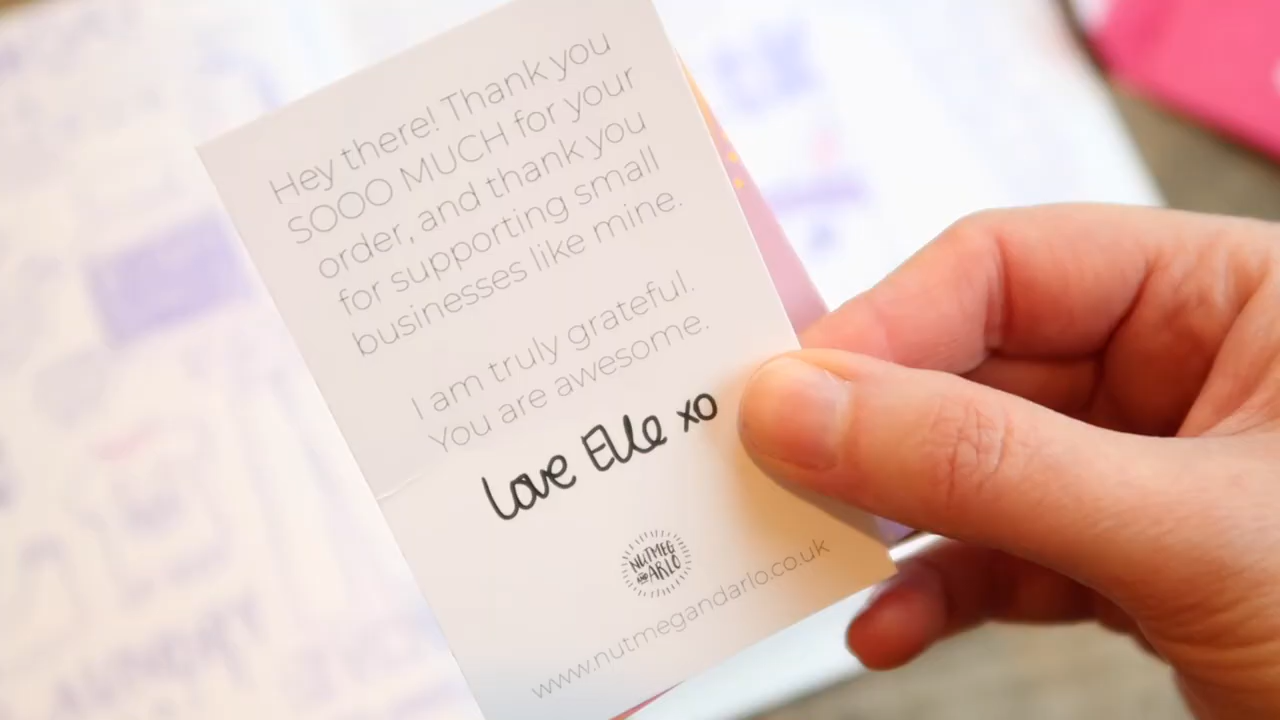 Hey there! Thank you
SOOO MUCH for your
order, and thank you
for supporting small
businesses like mine.
I am truly grateful.
You are awesome.
Love Elle xo
NUTMEG
AND ARLO
www.nutmegandarlo.co.uk